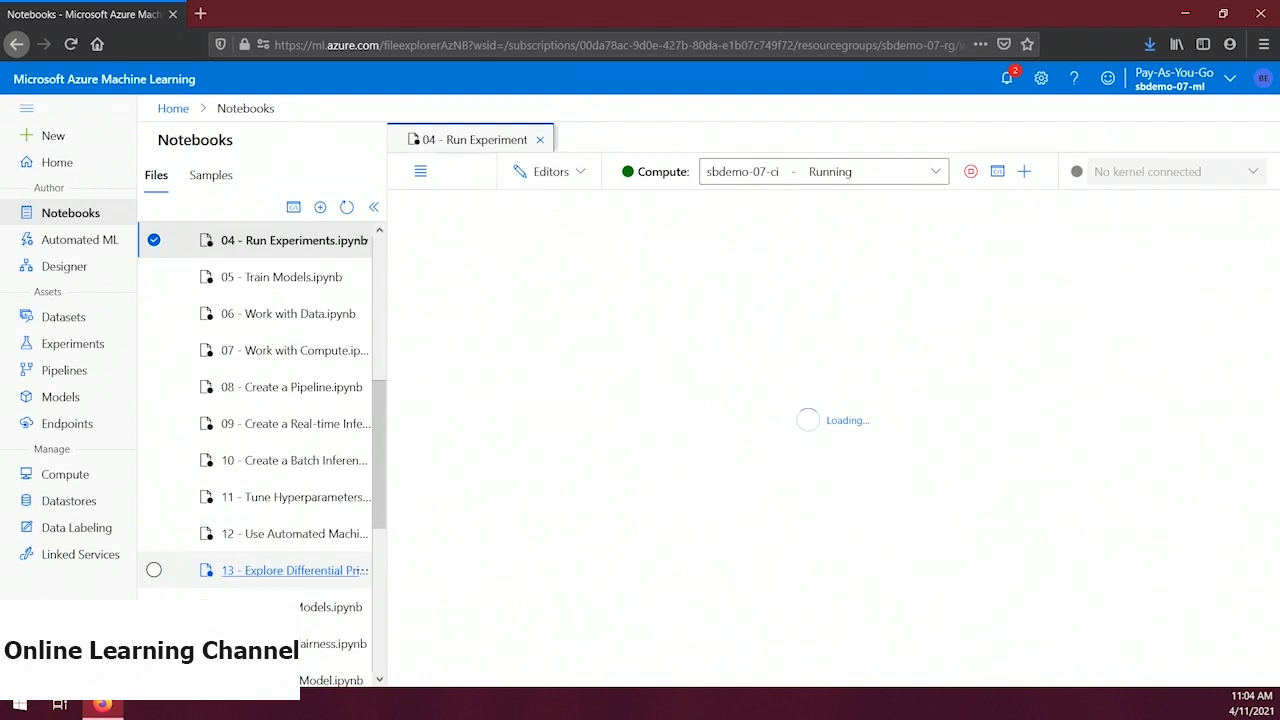 Notebooks - Microsoft Azure Mach
https://ml.azure.com/fileexplorerAzNB?wsid=/subscriptions/00da78ac-9d0e-427b-80da-e1b07c749f72/resourcegroups/sbdemo-07-rg/
Microsoft Azure Machine Learning
2
Pay-As-You-Go
sbdemo-07-ml
BE
New
Home
Author
Notebooks
Automated ML
Designer
Assets
Datasets
Experiments
Pipelines
Models
Endpoints
Manage
Compute
Datastores
Data Labeling
Linked Services
Home > Notebooks
Notebooks
Files Samples
04 - Run Experiments.ipynb
05 - Train Models.ipynb
06 - Work with Data.ipynb
07 - Work with Compute.ip...
08 - Create a Pipeline.ipynb
09 - Create a Real-time Infe...
10 - Create a Batch Inferen...
11 - Tune Hyperparameters...
12 - Use Automated Machi...
13 - Explore Differential Pri...
Models.ipynb
airness.ipynb
Model.ipynb
04 - Run Experiment
Editors
Compute: sbdemo-07-ci - Running
No kernel connected
Loading...
Online Learning Channel
11:04 AM
4/11/2021